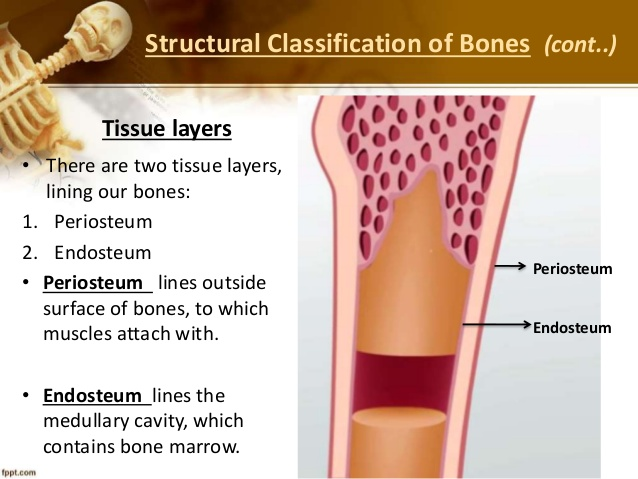 Structural Classification of Bones (cont..)
Tissue layers
• There are two tissue layers,
lining our bones:
1. Periosteum
2. Endosteum
• Periosteum lines outside
surface of bones, to which
muscles attach with.
• Endosteum lines the
medullary cavity, which
contains bone marrow.
Periosteum
Endosteum
fppt.com